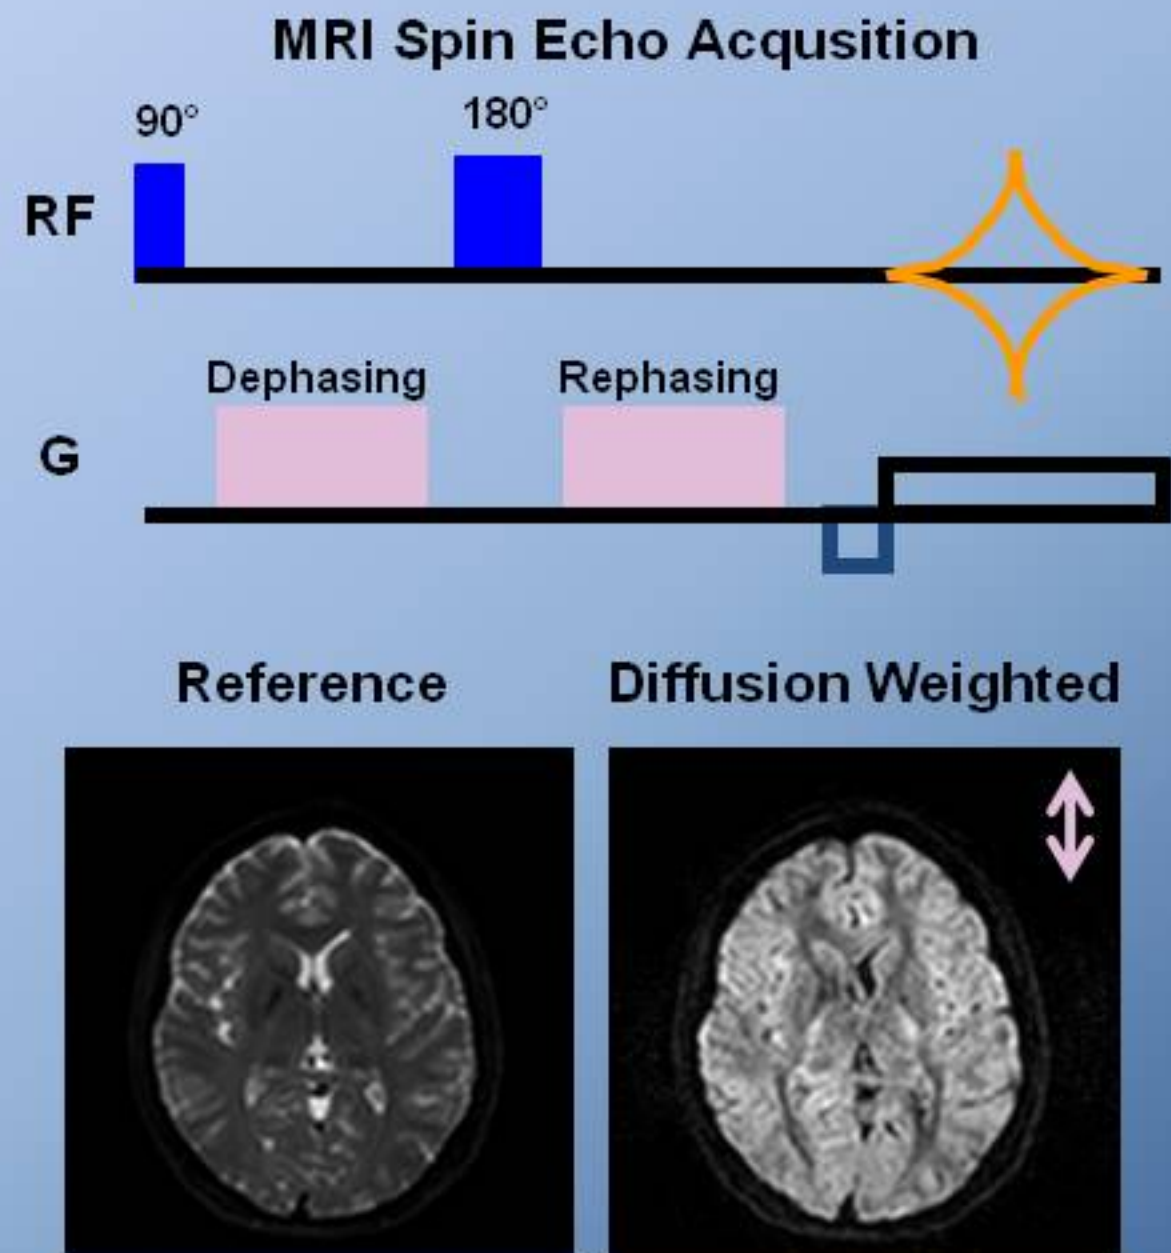 MRI Spin Echo Acqusition
90° 180°
RF
Dephasing Rephasing
G
Reference Diffusion Weighted